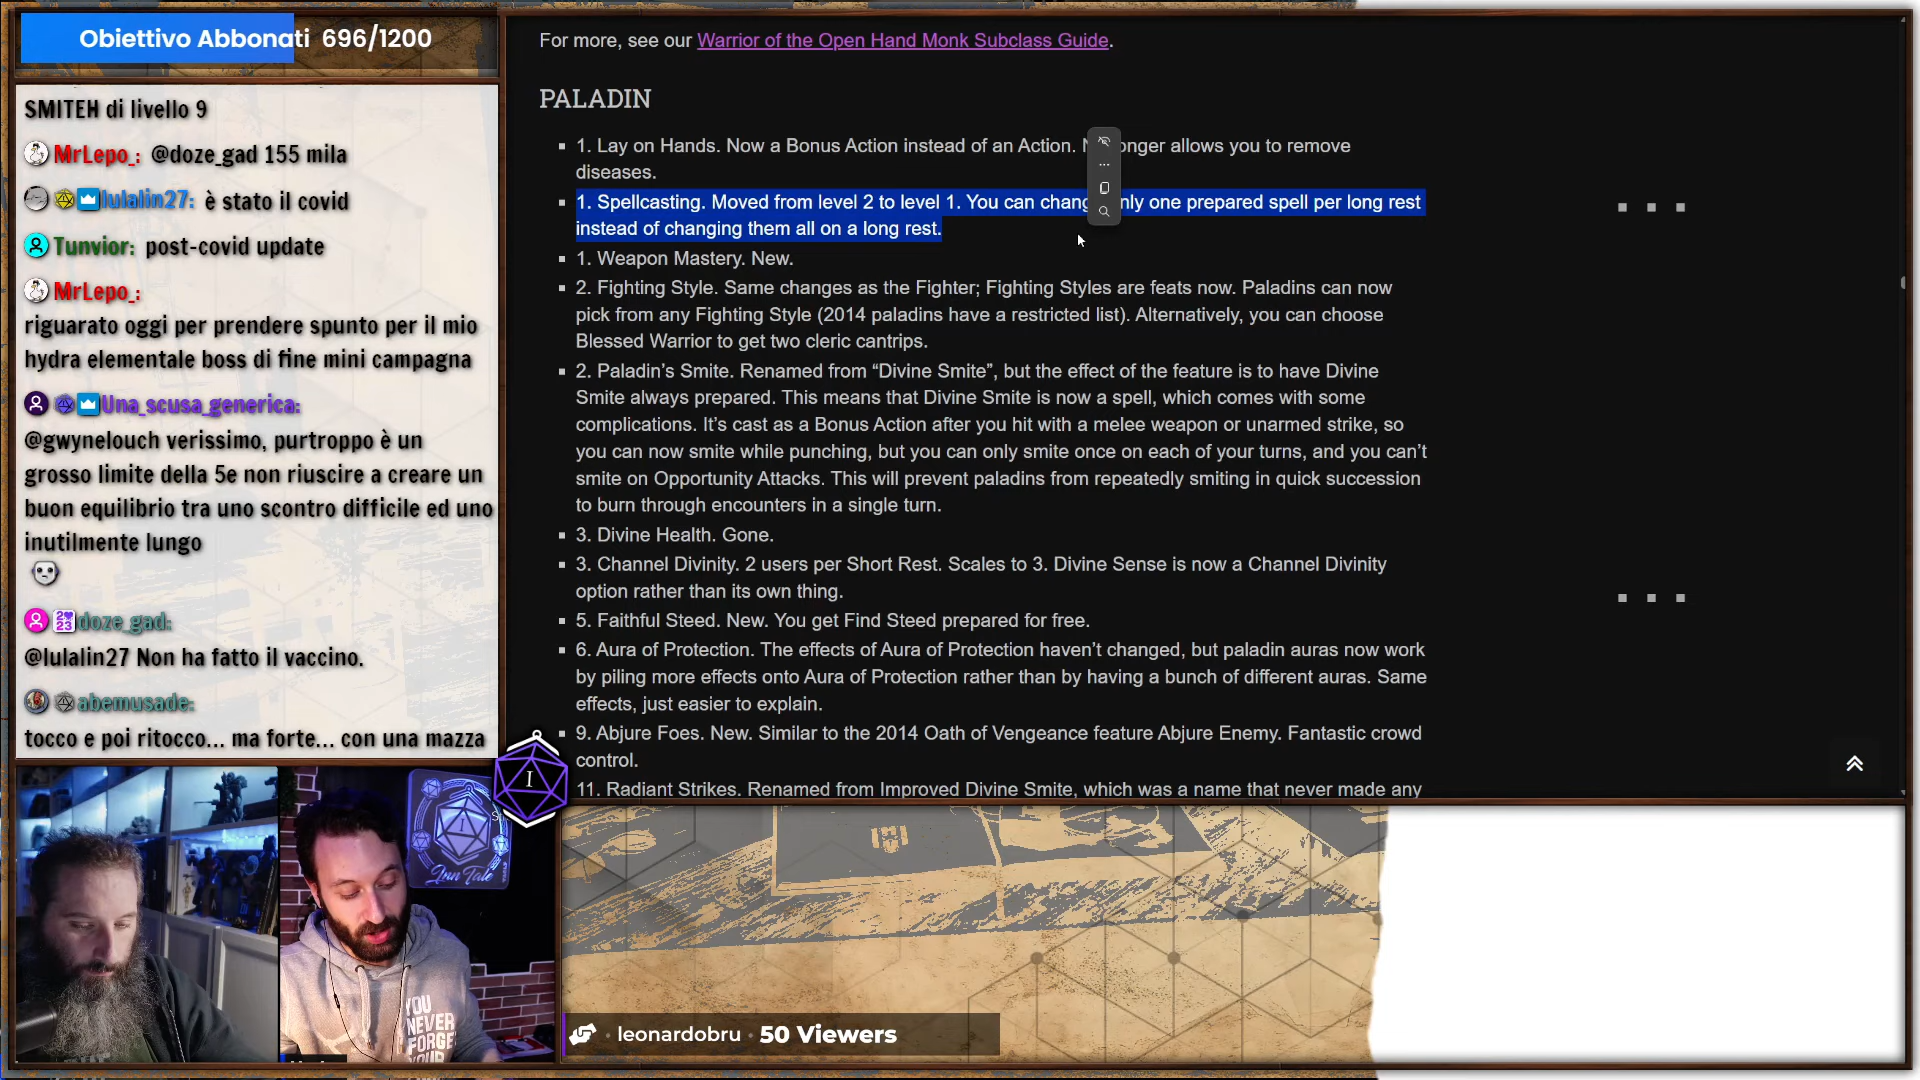 Obiettivo Abbonati 696/1200
SMITEH di livello 9
MrLepo_: @doze_gad 155 mila
lulalin27: è stato il covid
Tunvior: post-covid update
MrLepo_:
riguarato oggi per prendere spunto per il mio
hydra elementale boss di fine mini campagna
Una_scusa_generica:
@gwynelouch verissimo, purtroppo è un
grosso limite della 5e non riuscire a creare un
buon equilibrio tra uno scontro difficile ed uno
inutilmente lungo
doze_gad:
@lulalin27 Non ha fatto il vaccino.
abemusade:
tocco e poi ritocco... ma forte... con una mazza
For more, see our Warrior of the Open Hand Monk Subclass Guide.
PALADIN
1. Lay on Hands. Now a Bonus Action instead of an Action. onger allows you to remove
diseases.
1. Spellcasting. Moved from level 2 to level 1. You can chang nly one prepared spell per long rest
instead of changing them all on a long rest.
1. Weapon Mastery. New.
2. Fighting Style. Same changes as the Fighter; Fighting Styles are feats now. Paladins can now
pick from any Fighting Style (2014 paladins have a restricted list). Alternatively, you can choose
Blessed Warrior to get two cleric cantrips.
2. Paladin’s Smite. Renamed from “Divine Smite”, but the effect of the feature is to have Divine
Smite always prepared. This means that Divine Smite is now a spell, which comes with some
complications. It’s cast as a Bonus Action after you hit with a melee weapon or unarmed strike, so
you can now smite while punching, but you can only smite once on each of your turns, and you can’t
smite on Opportunity Attacks. This will prevent paladins from repeatedly smiting in quick succession
to burn through encounters in a single turn.
3. Divine Health. Gone.
3. Channel Divinity. 2 users per Short Rest. Scales to 3. Divine Sense is now a Channel Divinity
option rather than its own thing.
5. Faithful Steed. New. You get Find Steed prepared for free.
6. Aura of Protection. The effects of Aura of Protection haven’t changed, but paladin auras now work
by piling more effects onto Aura of Protection rather than by having a bunch of different auras. Same
effects, just easier to explain.
9. Abjure Foes. New. Similar to the 2014 Oath of Vengeance feature Abjure Enemy. Fantastic crowd
control.
11. Radiant Strikes. Renamed from Improved Divine Smite, which was a name that never made any
I
Inn Tale
YOU
NEVER
FORGE
YOUR
leonardobru · 50 Viewers